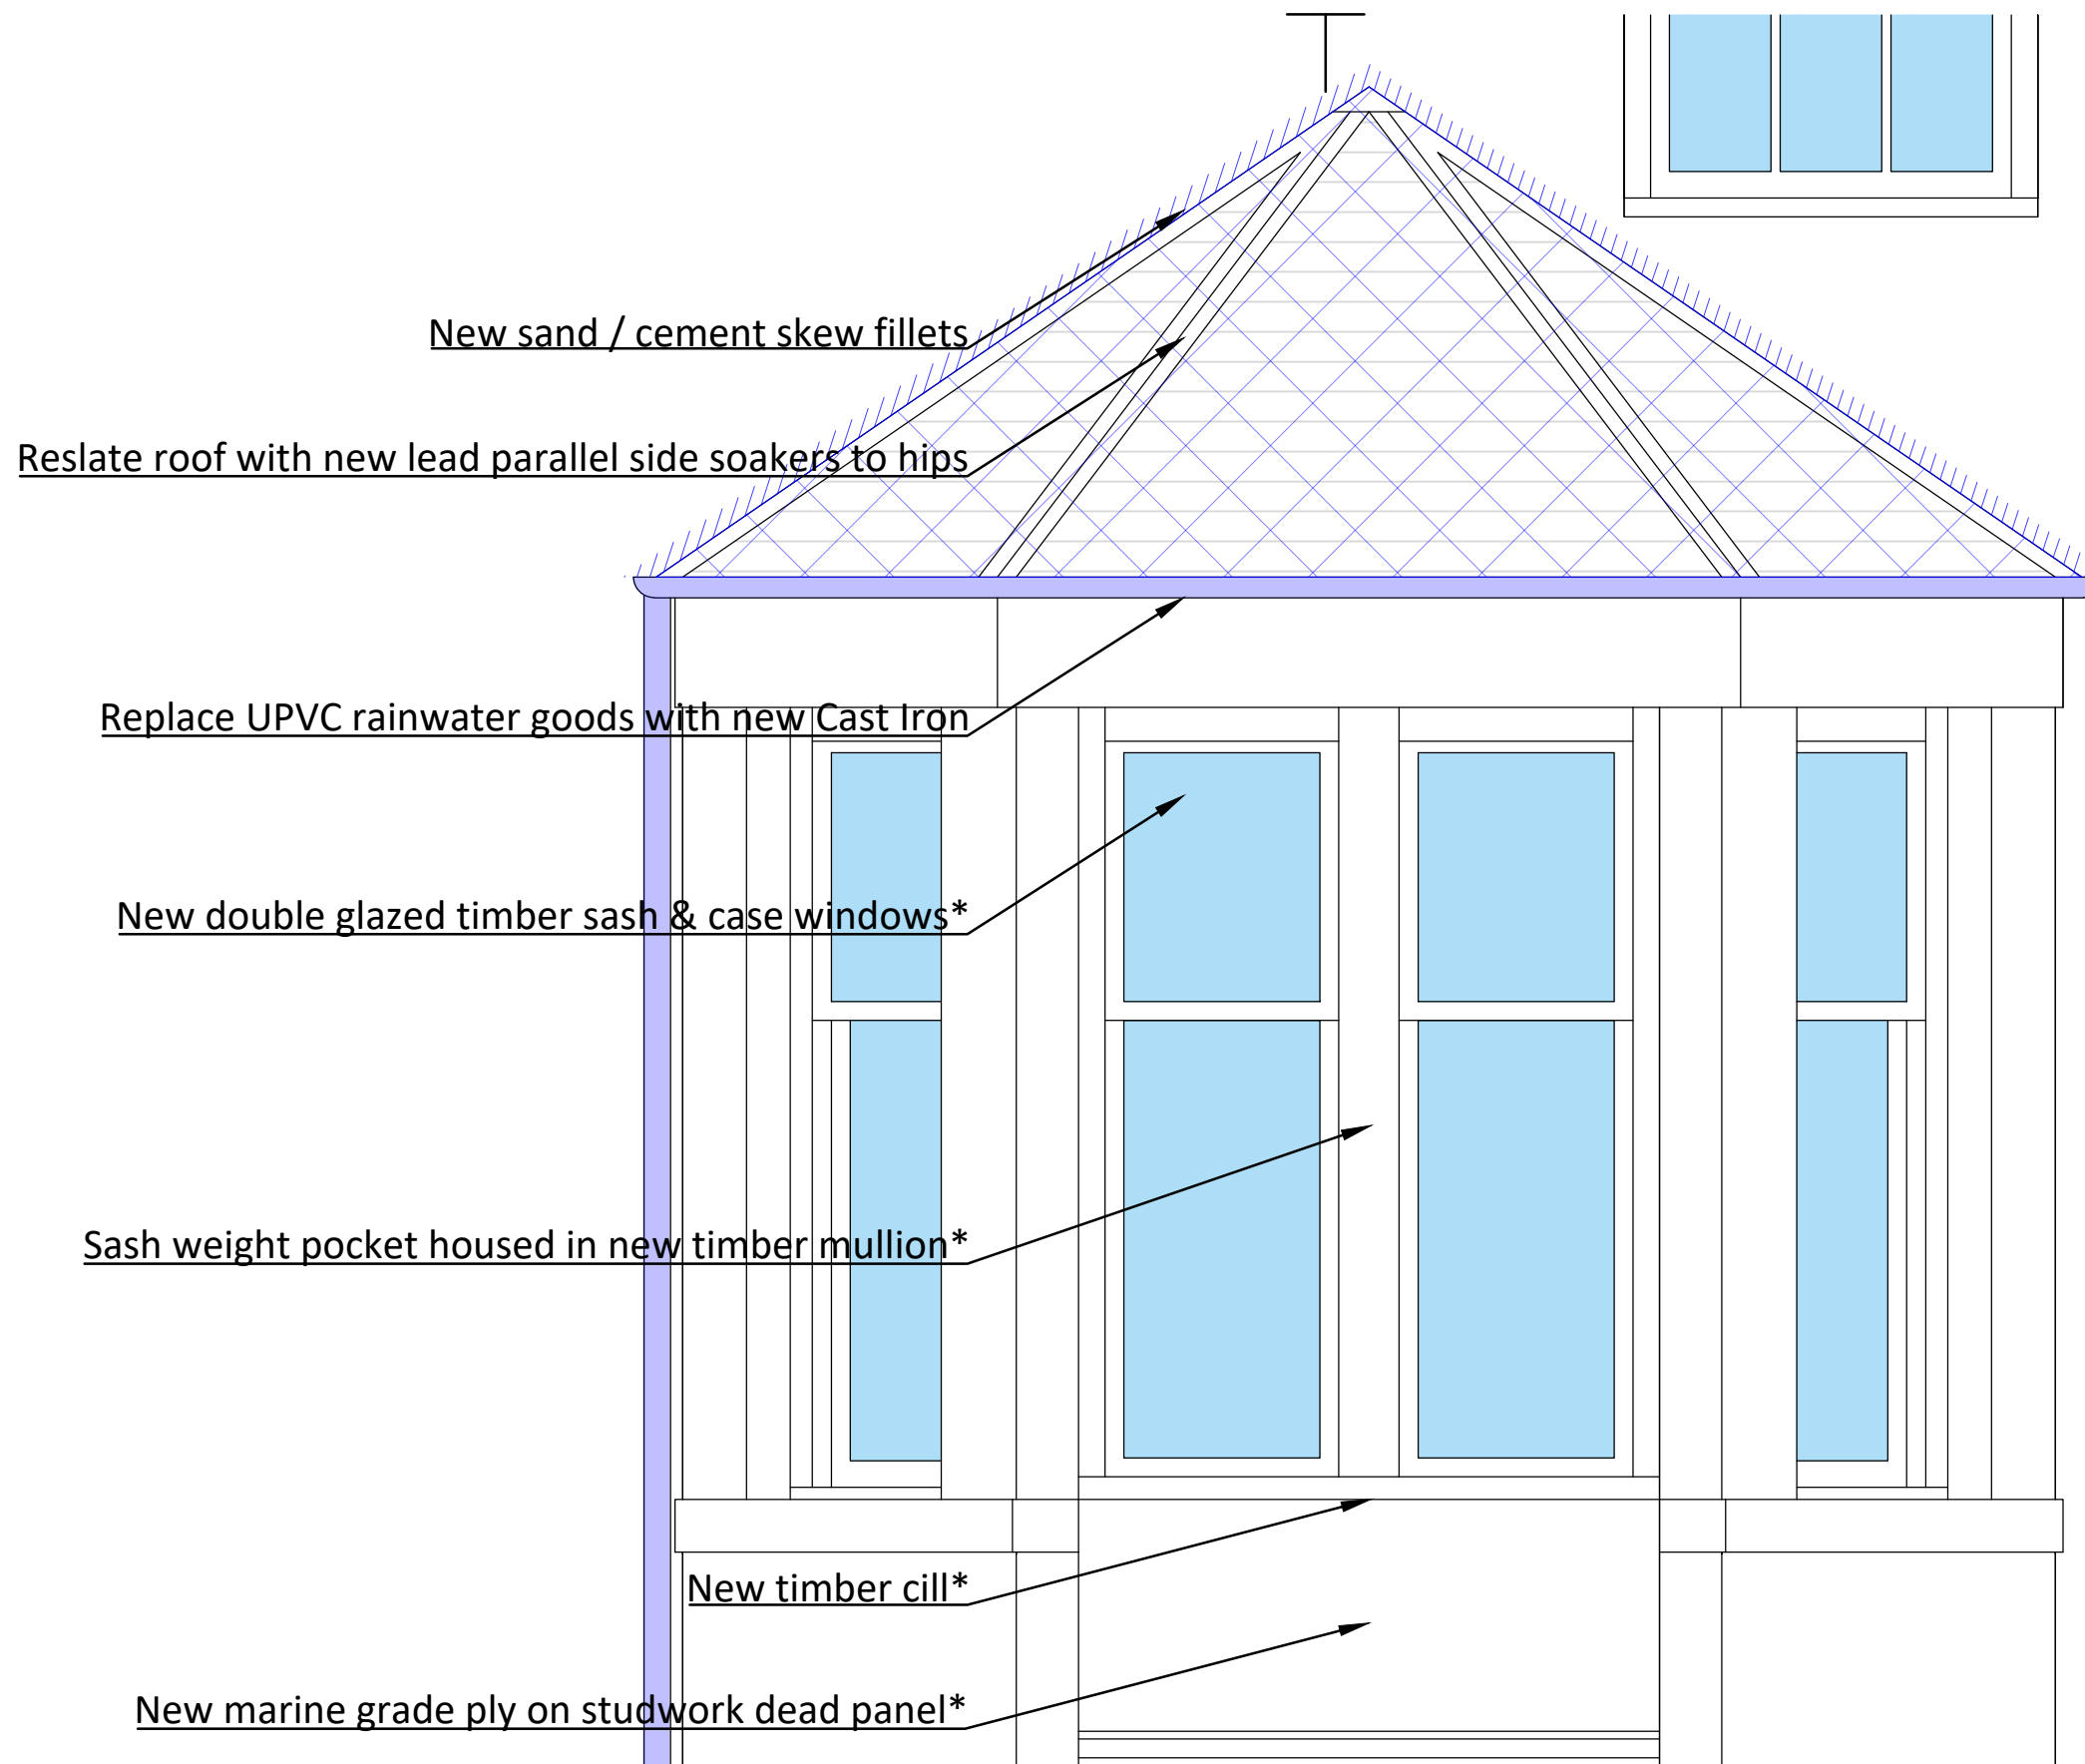 New sand / cement skew fillets
Reslate roof with new lead parallel side soakers to hips
Replace UPVC rainwater goods with new Cast Iron
New double glazed timber sash & case windows*
Sash weight pocket housed in new timber mullion*
New timber cill*
New marine grade ply on studwork dead panel*